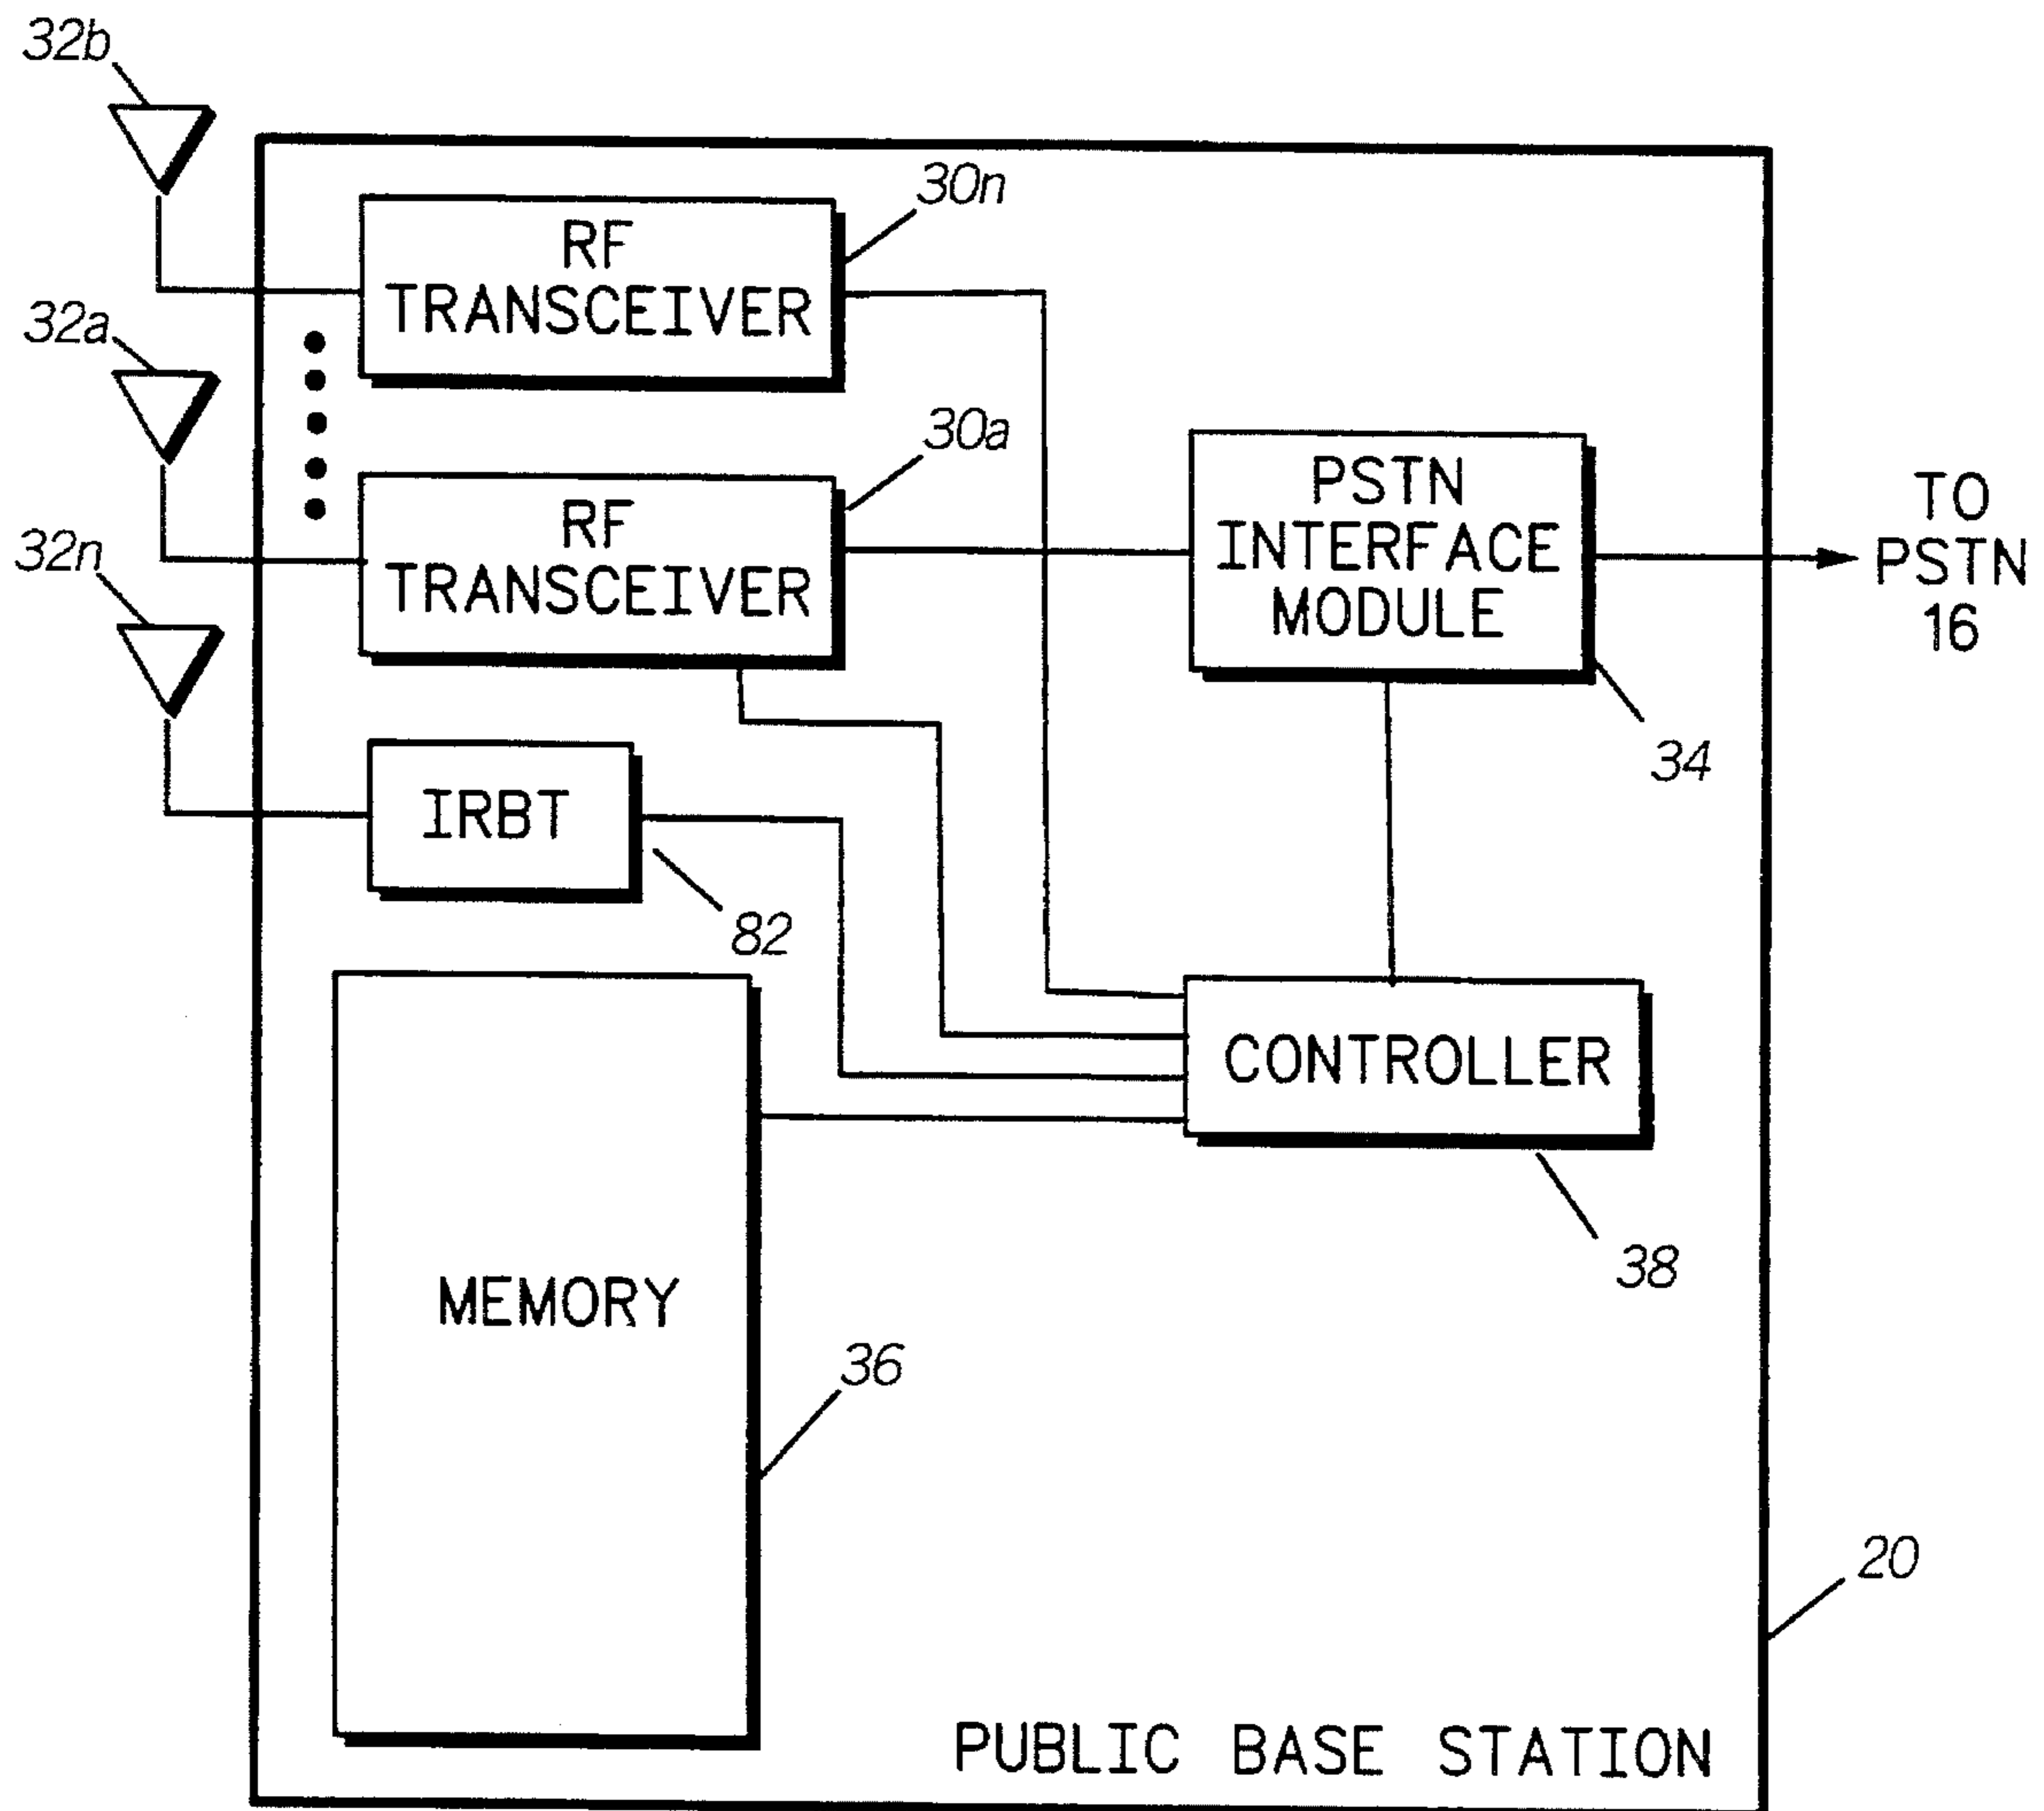 32b
RF
TRANSCEIVER
30n
32a
RF
TRANSCEIVER
30a
PSTN
INTERFACE
MODULE
34
TO
PSTN
16
32n
IRBT
82
CONTROLLER
38
MEMORY
36
20
PUBLIC BASE STATION